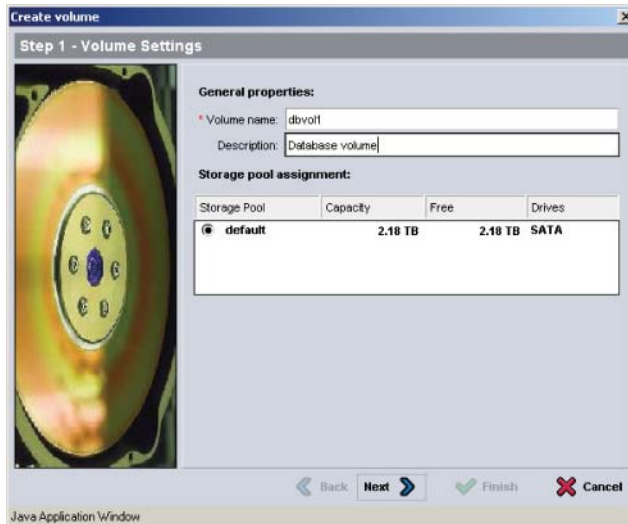 Create volume
Step 1 - Volume Settings
General properties:
* Volume name: dbvol1
Description: Database volume
Storage pool assignment:
Storage Pool Capacity Free Drives
default 2.18 TB 2.18 TB SATA
Back Next Finish Cancel
Java Application Window